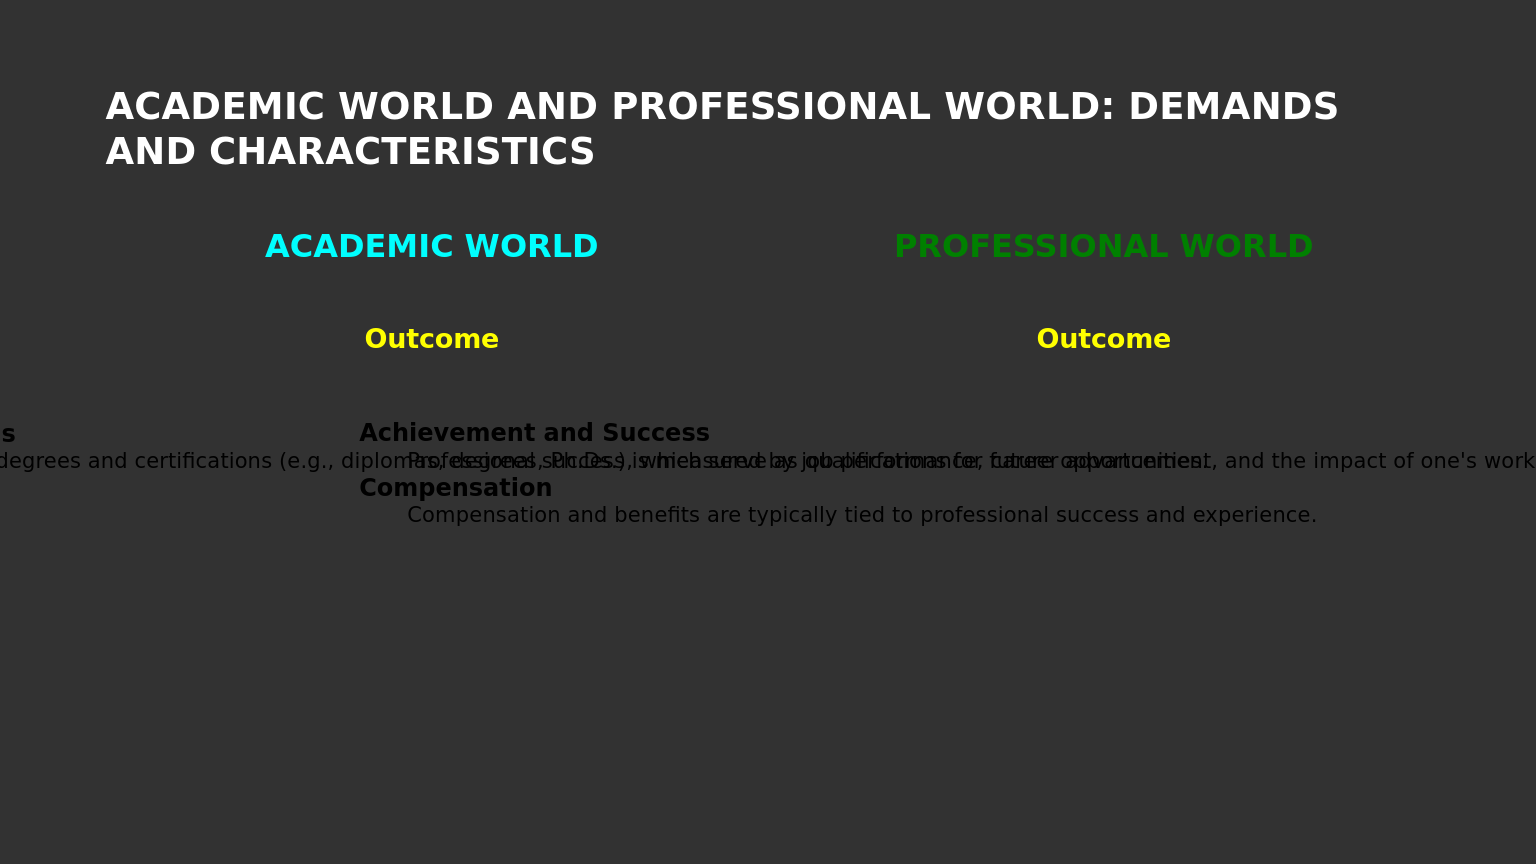 ACADEMIC WORLD AND PROFESSIONAL WORLD: DEMANDS
AND CHARACTERISTICS
ACADEMIC WORLD
PROFESSIONAL WORLD
Outcome
Outcome
s
degrees and certifications (e.g., diplomas, degrees, Ph.Ds.), which serve as qualifications for future opportunities.
Achievement and Success
Professional success is measured by job performance, career advancement, and the impact of one's work
Compensation
Compensation and benefits are typically tied to professional success and experience.